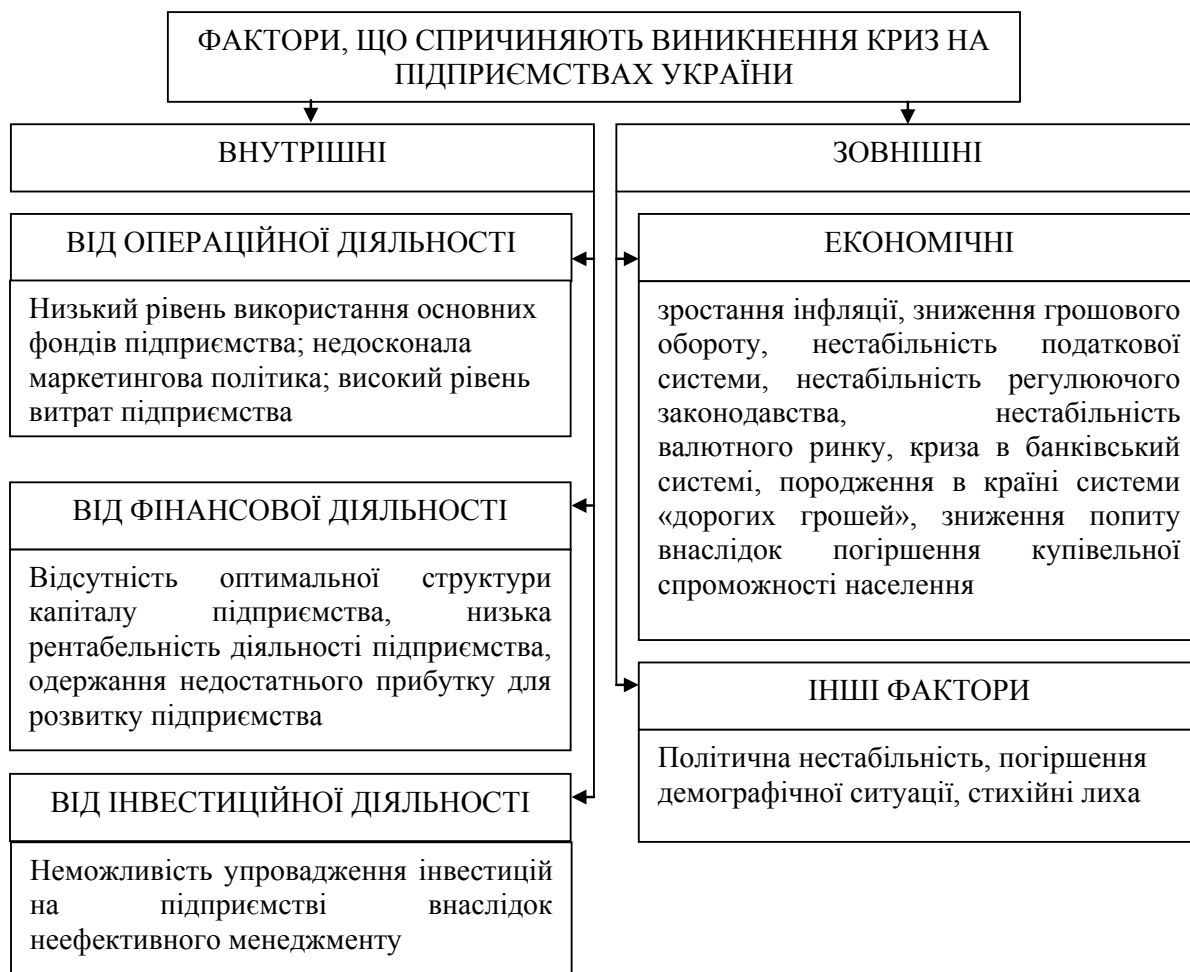 ФАКТОРИ, ЩО СПРИЧИНЯЮТЬ ВИНИКНЕННЯ КРИЗ НА
ПІДПРИЄМСТВАХ УКРАЇНИ
ВНУТРІШНІ
ВІД ОПЕРАЦІЙНОЇ ДІЯЛЬНОСТІ
Низький рівень використання основних
фондів підприємства; недосконала
маркетингова політика; високий рівень
витрат підприємства
ВІД ФІНАНСОВОЇ ДІЯЛЬНОСТІ
Відсутність оптимальної структури
капіталу підприємства, низька
рентабельність діяльності підприємства,
одержання недостатнього прибутку для
розвитку підприємства
ВІД ІНВЕСТИЦІЙНОЇ ДІЯЛЬНОСТІ
Неможливість упровадження інвестицій
на підприємстві внаслідок
неефективного менеджменту
ЗОВНІШНІ
ЕКОНОМІЧНІ
зростання інфляції, зниження грошового
обороту, нестабільність податкової
системи, нестабільність регулюючого
законодавства, нестабільність
валютного ринку, криза в банківський
системі, породження в країні системи
«дорогих грошей», зниження попиту
внаслідок погіршення купівельної
спроможності населення
ІНШІ ФАКТОРИ
Політична нестабільність, погіршення
демографічної ситуації, стихійні лиха